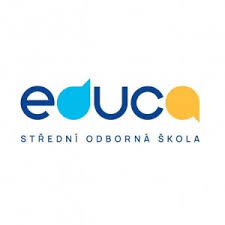 educa
STŘEDNÍ ODBORNÁ ŠKOLA